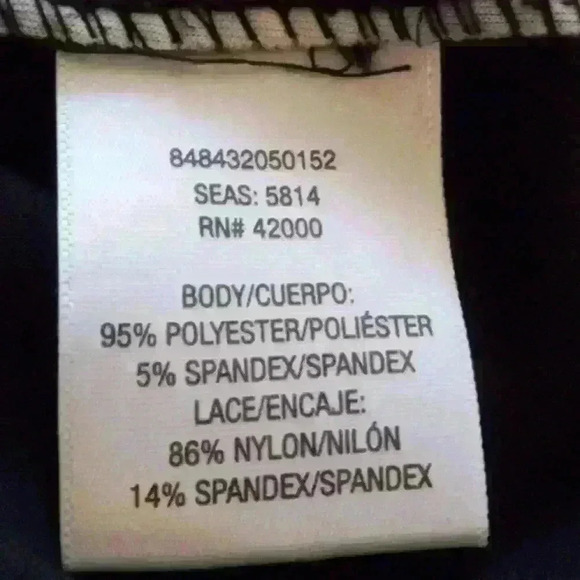 848432050152
SEAS: 5814
RN# 42000
BODY/CUERPO:
95% POLYESTER/POLIÉSTER
5% SPANDEX/SPANDEX
LACE/ENCAJE:
86% NYLON/NILÓN
14% SPANDEX/SPANDEX